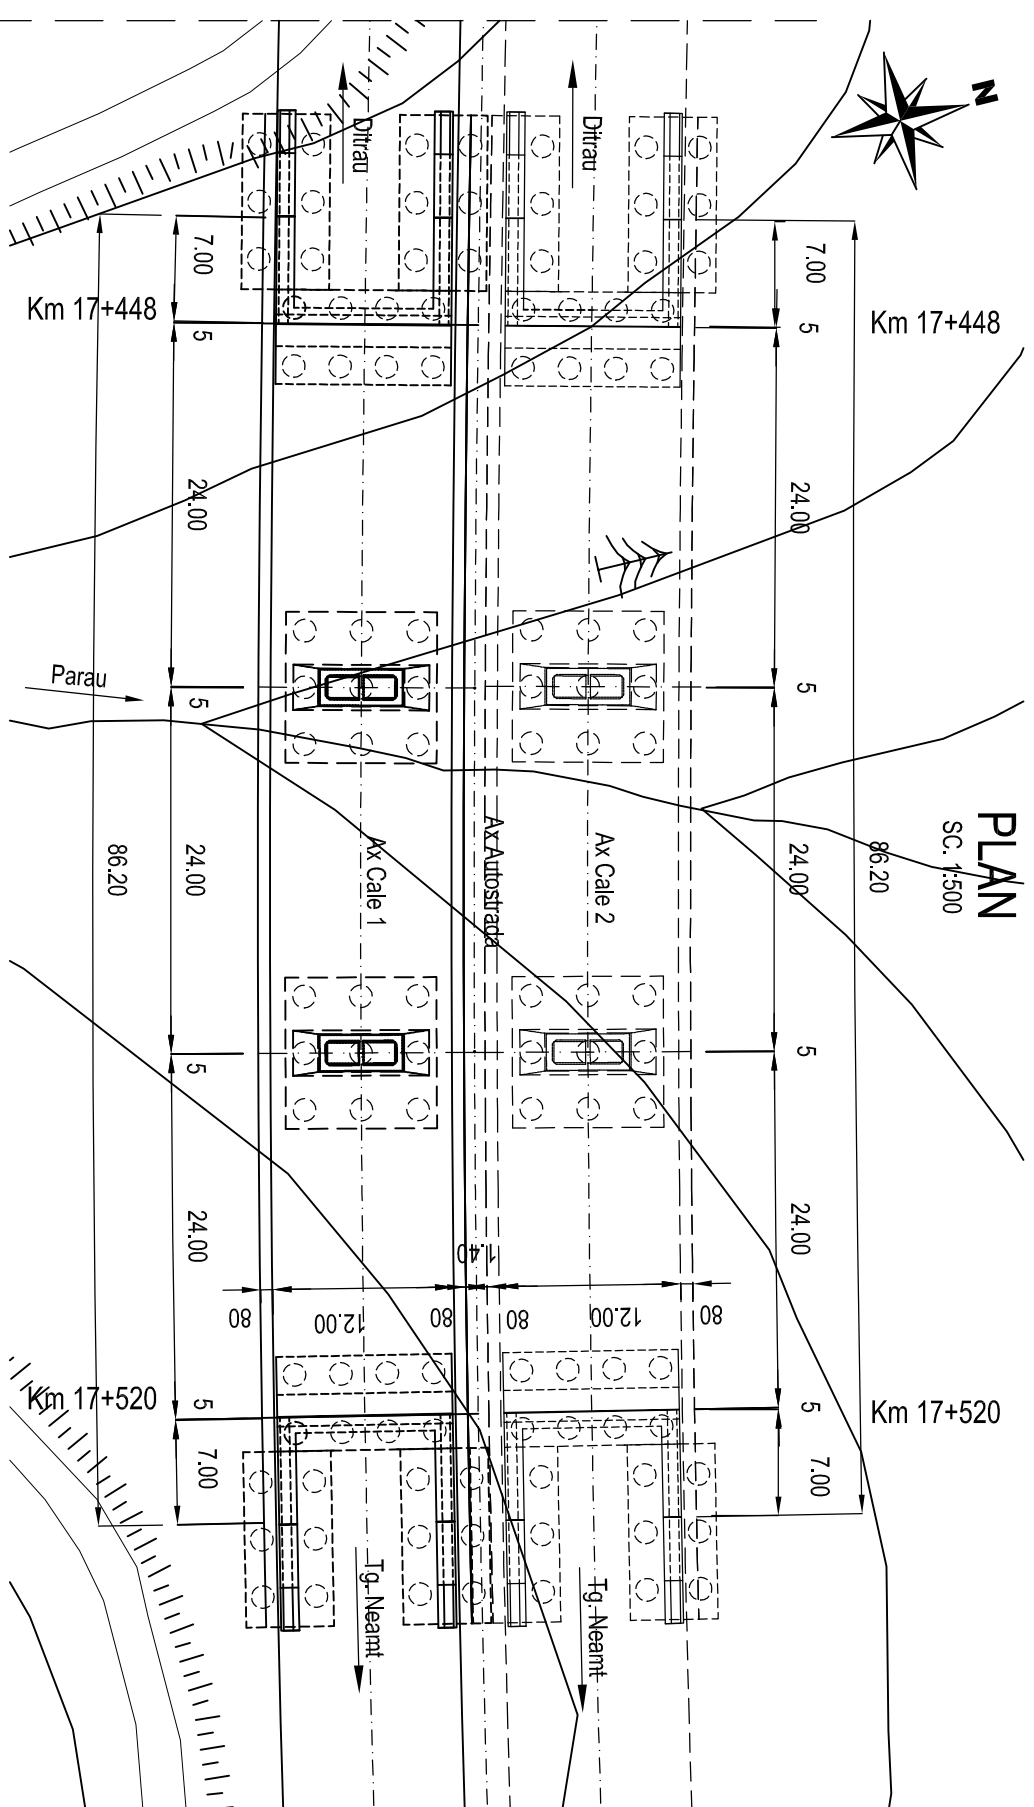 N
PLAN
SC. 1:500
Ditrau
Ditrau
7.00
5
24.00
5
24.00
5
24.00
5
7.00
86.20
Km 17+448
Km 17+448
7.00
5
24.00
5
24.00
5
24.00
5
7.00
86.20
Parau
Ax Cale 1
Ax Autostrada
Ax Cale 2
80
12.00
80
1.40
80
12.00
80
Km 17+520
Km 17+520
Tg. Neamt
Tg. Neamt